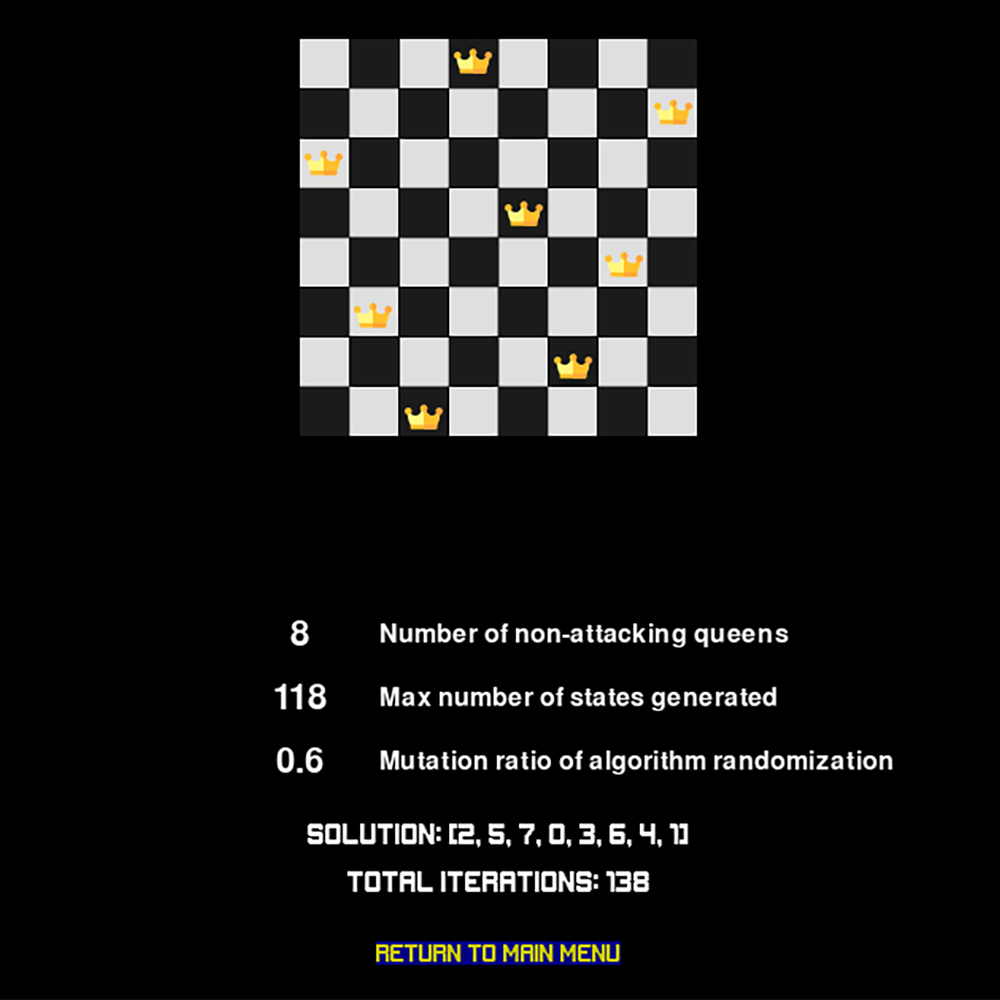 8 Number of non-attacking queens
118 Max number of states generated
0.6 Mutation ratio of algorithm randomization
SOLUTION: [2, 5, 7, 0, 3, 6, 4, 1]
TOTAL ITERATIONS: 138
RETURN TO MAIN MENU